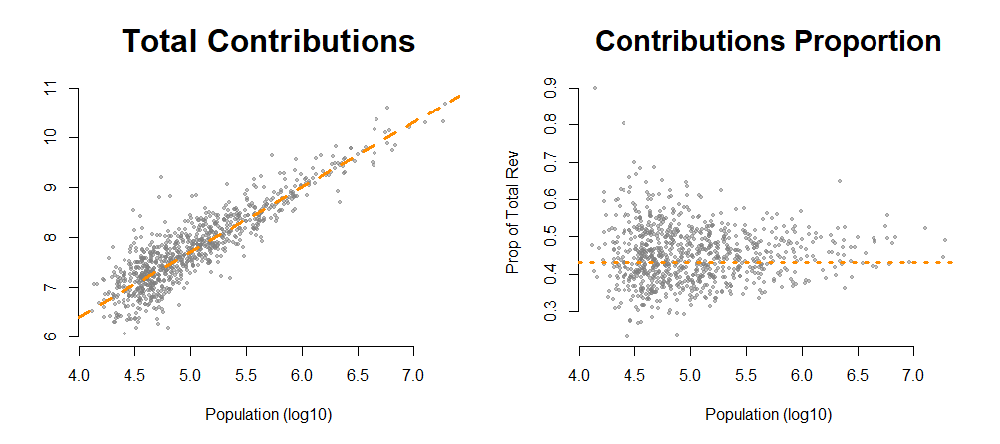 Total Contributions
11
10
9
8
7
6
4.0 4.5 5.0 5.5 6.0 6.5 7.0
Population (log10)
Contributions Proportion
Prop of Total Rev
0.9
0.8
0.7
0.6
0.5
0.4
0.3
4.0 4.5 5.0 5.5 6.0 6.5 7.0
Population (log10)